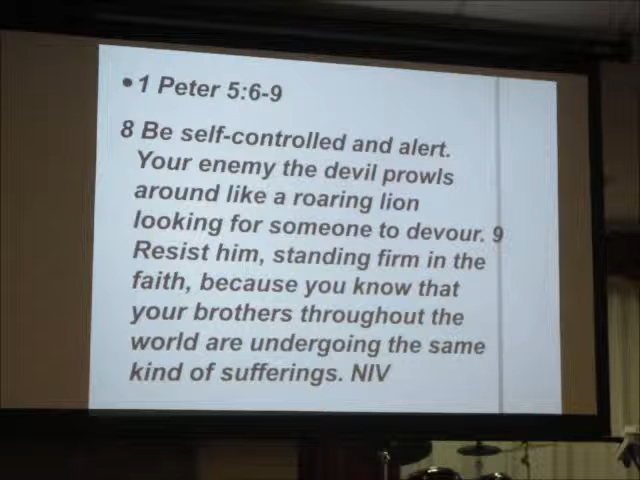 •1 Peter 5:6-9
8 Be self-controlled and alert.
Your enemy the devil prowls
around like a roaring lion
looking for someone to devour. 9
Resist him, standing firm in the
faith, because you know that
your brothers throughout the
world are undergoing the same
kind of sufferings. NIV